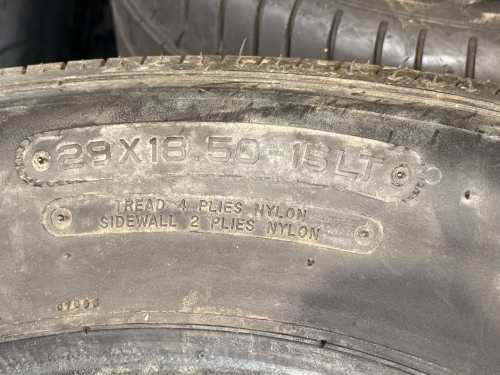 29X18.50-15LT
TREAD 4 PLIES NYLON
SIDEWALL 2 PLIES NYLON